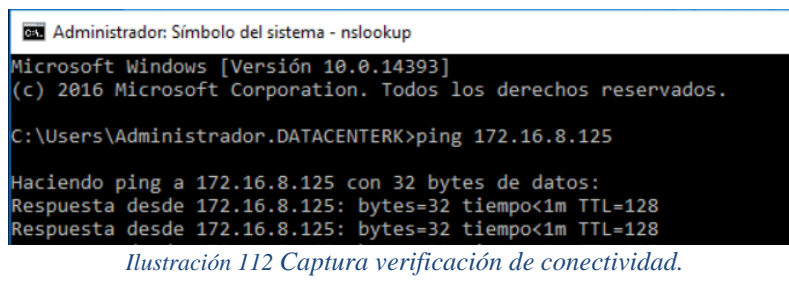 Administrador: Símbolo del sistema - nslookup
Microsoft Windows [Versión 10.0.14393]
(c) 2016 Microsoft Corporation. Todos los derechos reservados.
C:\Users\Administrador.DATACENTERK>ping 172.16.8.125
Haciendo ping a 172.16.8.125 con 32 bytes de datos:
Respuesta desde 172.16.8.125: bytes=32 tiempo<1m TTL=128
Respuesta desde 172.16.8.125: bytes=32 tiempo<1m TTL=128
Ilustración 112 Captura verificación de conectividad.